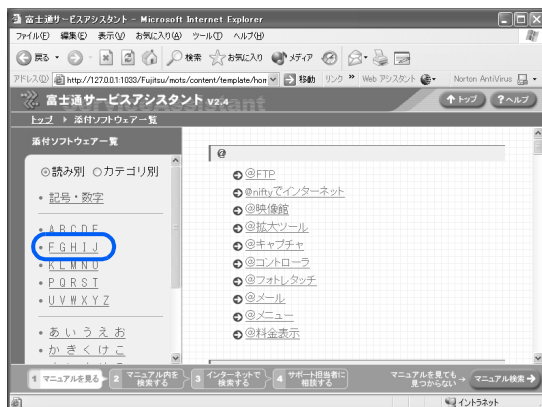 富士通サービスアシスタント - Microsoft Internet Explorer
ファイル(F) 編集(E) 表示(V) お気に入り(A) ツール(T) ヘルプ(H)
戻る 検索 お気に入り メディア
アドレス(D) http://127.0.0.1:1033/Fujitsu/mots/content/template/hom 移動 リンク » Web アシスタント Norton AntiVirus
富士通サービスアシスタント V2.4 トップ ?ヘルプ
トップ ▸ 添付ソフトウェア一覧
添付ソフトウェア一覧
◎読み別 ○カテゴリ別
• 記号・数字
• A B C D E
• F G H I J
• K L M N O
• P Q R S T
• U V W X Y Z
• あ い う え お
• か き く け こ
@
@FTP
@niftyでインターネット
@映像館
@拡大ツール
@キャプチャ
@コントローラ
@フォトレタッチ
@メール
@メニュー
@料金表示
1 マニュアルを見る
2 マニュアル内を検索する
3 インターネットで検索する
4 サポート担当者に相談する
マニュアルを見ても見つからない
マニュアル検索
イントラネット